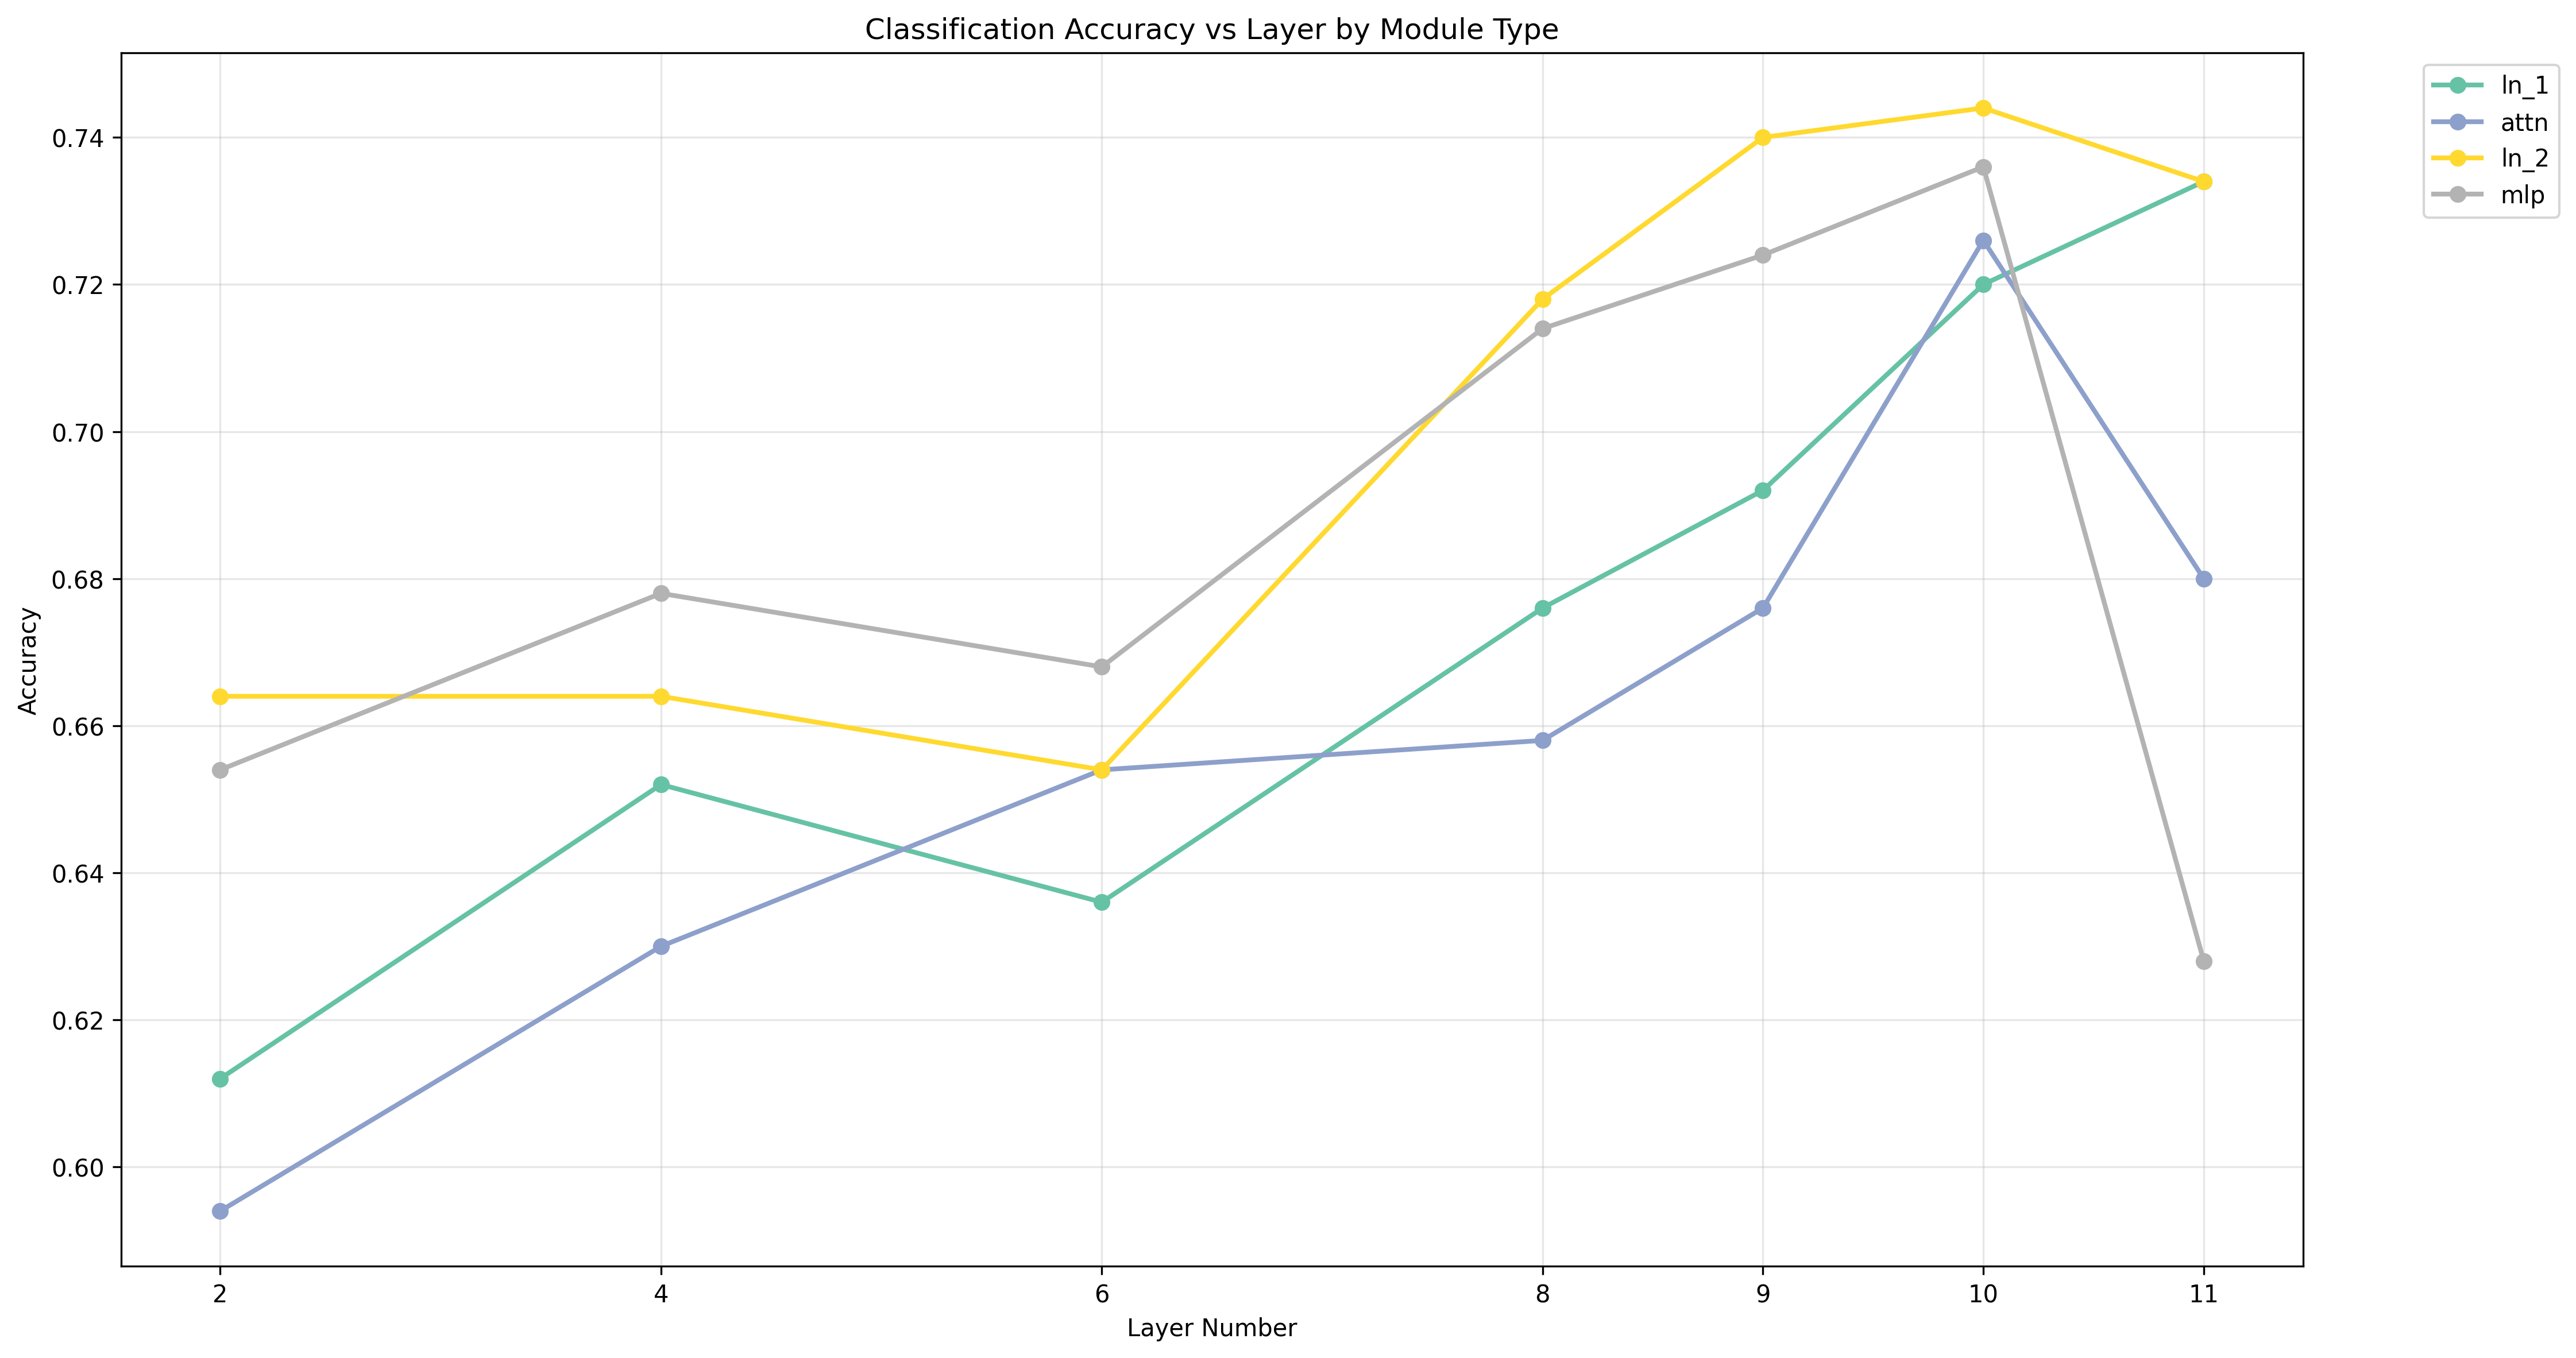 Classification Accuracy vs Layer by Module Type
ln_1
attn
ln_2
mlp
Accuracy
0.74
0.72
0.70
0.68
0.66
0.64
0.62
0.60
2 4 6 8 9 10 11
Layer Number